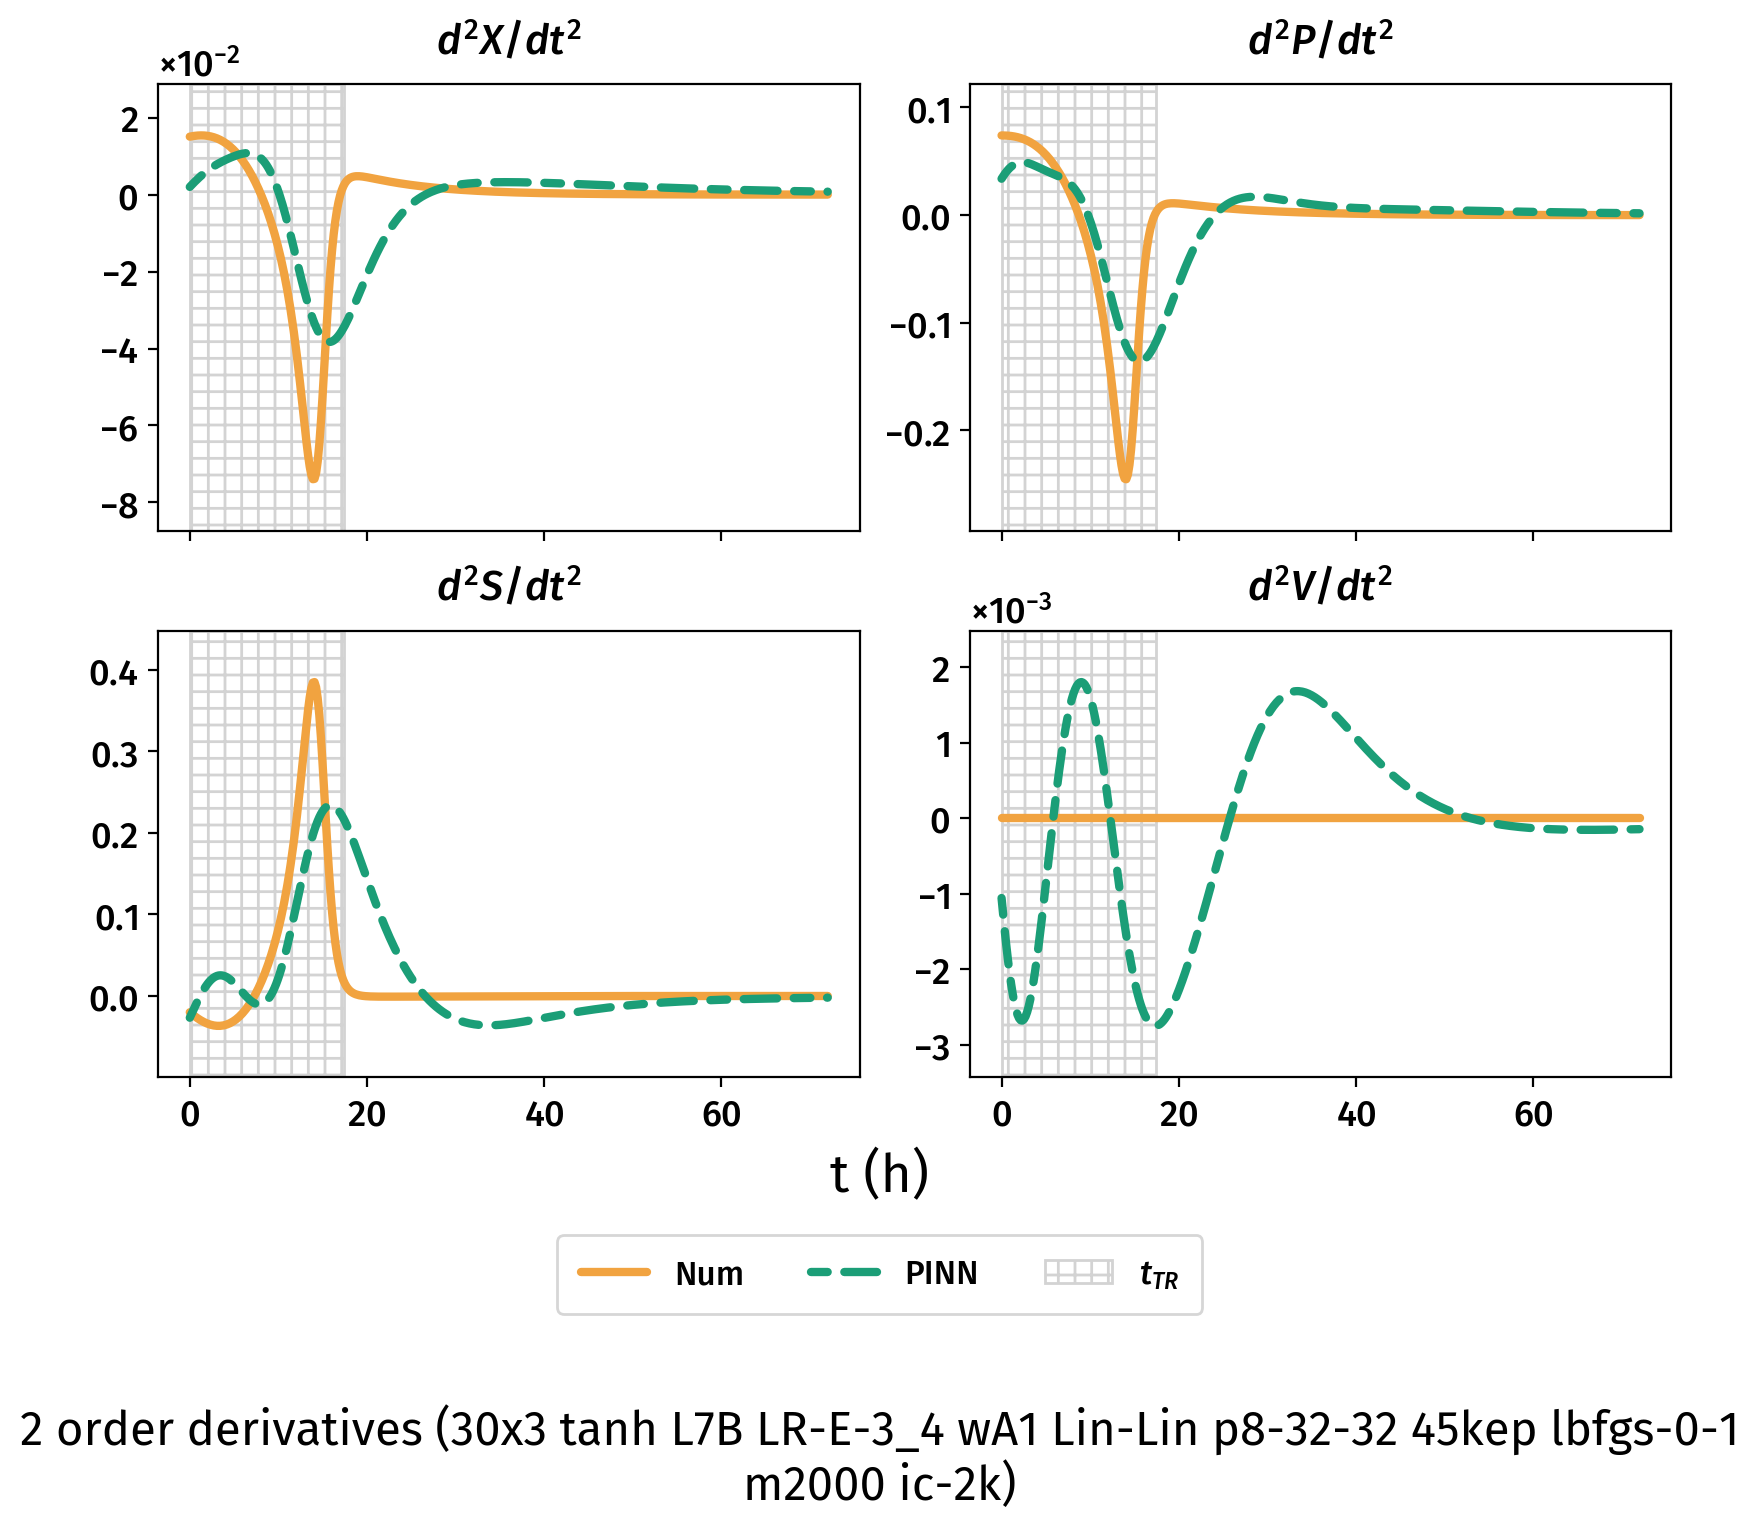 d²X/dt²
×10⁻²
2
0
−2
−4
−6
−8
d²P/dt²
0.1
0.0
−0.1
−0.2
d²S/dt²
0.4
0.3
0.2
0.1
0.0
0 20 40 60
d²V/dt²
×10⁻³
2
1
0
−1
−2
−3
0 20 40 60
t (h)
Num PINN t_TR
2 order derivatives (30x3 tanh L7B LR-E-3_4 wA1 Lin-Lin p8-32-32 45kep lbfgs-0-1
m2000 ic-2k)